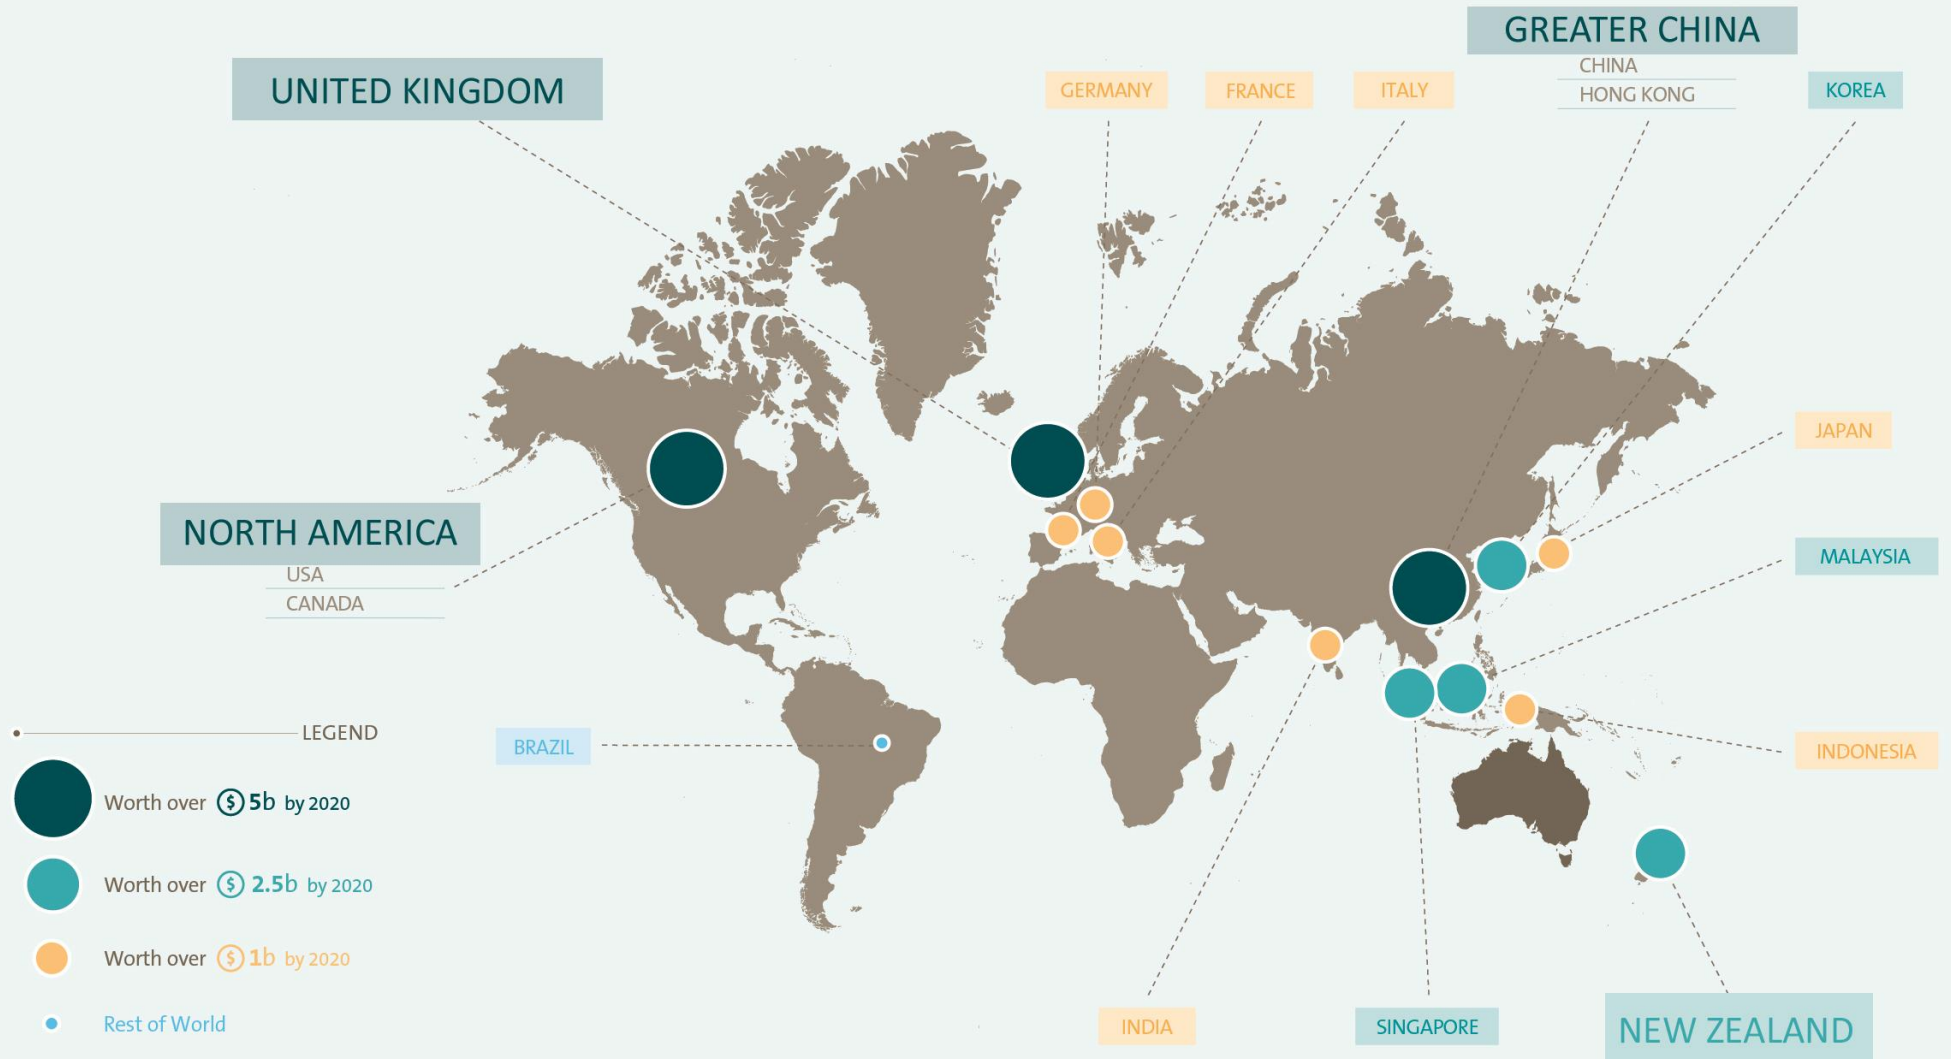 GREATER CHINA
CHINA
HONG KONG
UNITED KINGDOM
GERMANY
FRANCE
ITALY
KOREA
JAPAN
NORTH AMERICA
USA
CANADA
MALAYSIA
BRAZIL
INDONESIA
LEGEND
Worth over $ 5b by 2020
Worth over $ 2.5b by 2020
Worth over $ 1b by 2020
Rest of World
INDIA
SINGAPORE
NEW ZEALAND